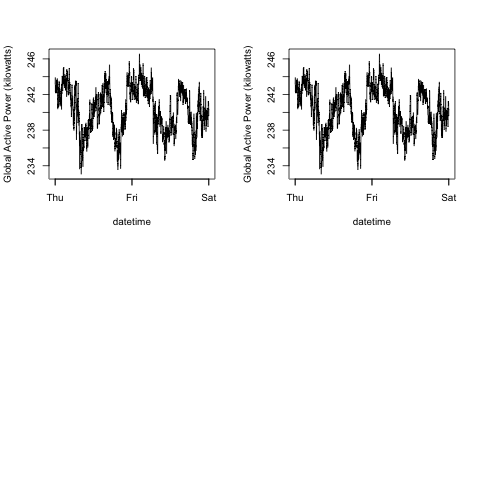 Global Active Power (kilowatts)
246
242
238
234
Thu Fri Sat
datetime
Global Active Power (kilowatts)
246
242
238
234
Thu Fri Sat
datetime